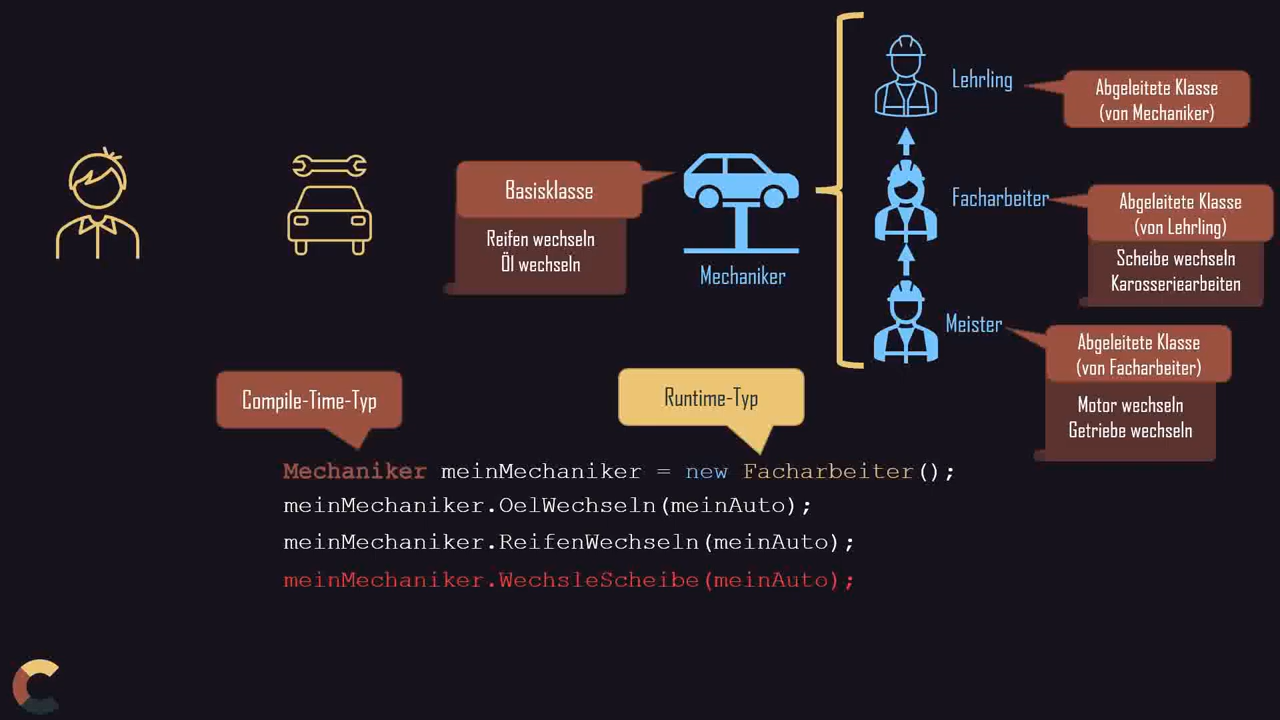 Lehrling
Abgeleitete Klasse
(von Mechaniker)
Basisklasse
Reifen wechseln
Öl wechseln
Mechaniker
Facharbeiter
Abgeleitete Klasse
(von Lehrling)
Scheibe wechseln
Karosseriearbeiten
Meister
Abgeleitete Klasse
(von Facharbeiter)
Motor wechseln
Getriebe wechseln
Compile-Time-Typ
Runtime-Typ
Mechaniker meinMechaniker = new Facharbeiter();
meinMechaniker.OelWechseln(meinAuto);
meinMechaniker.ReifenWechseln(meinAuto);
meinMechaniker.WechsleScheibe(meinAuto);